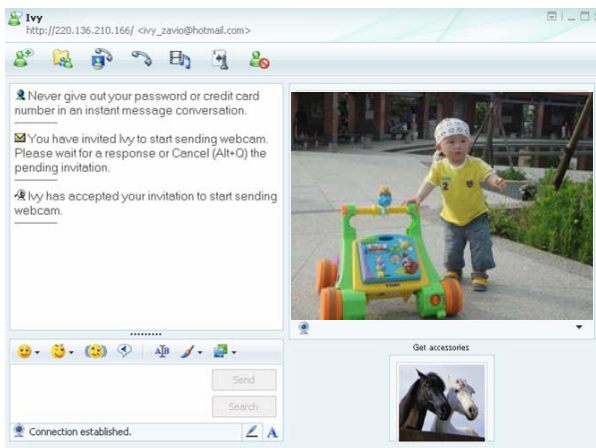 Ivy
http://220.136.210.166/ <ivy_zavio@hotmail.com>
Never give out your password or credit card
number in an instant message conversation.
You have invited Ivy to start sending webcam.
Please wait for a response or Cancel (Alt+Q) the
pending invitation.
Ivy has accepted your invitation to start sending
webcam.
2
Get accessories
A B
Send
Search
Connection established.
A